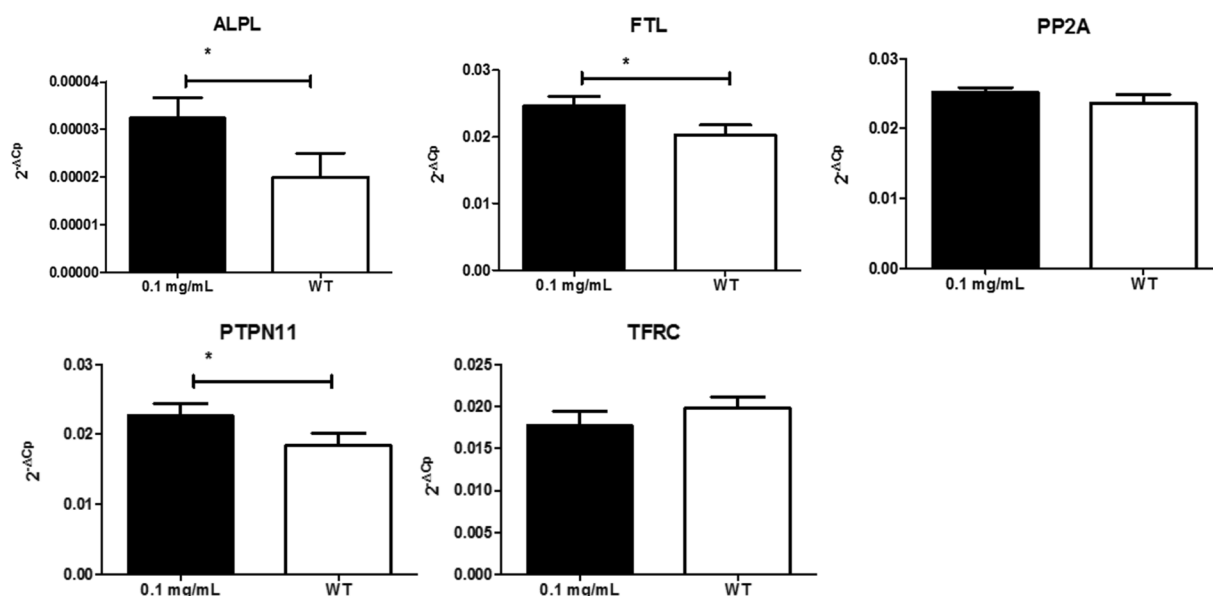 ALPL
*
0.00004
0.00003
0.00002
0.00001
0.00000
2-ΔCp
0.1 mg/mL WT
FTL
*
0.03
0.02
0.01
0.00
2-ΔCp
0.1 mg/mL WT
PP2A
0.03
0.02
0.01
0.00
2-ΔCp
0.1 mg/mL WT
PTPN11
*
0.03
0.02
0.01
0.00
2-ΔCp
0.1 mg/mL WT
TFRC
0.025
0.020
0.015
0.010
0.005
0.000
2-ΔCp
0.1 mg/mL WT